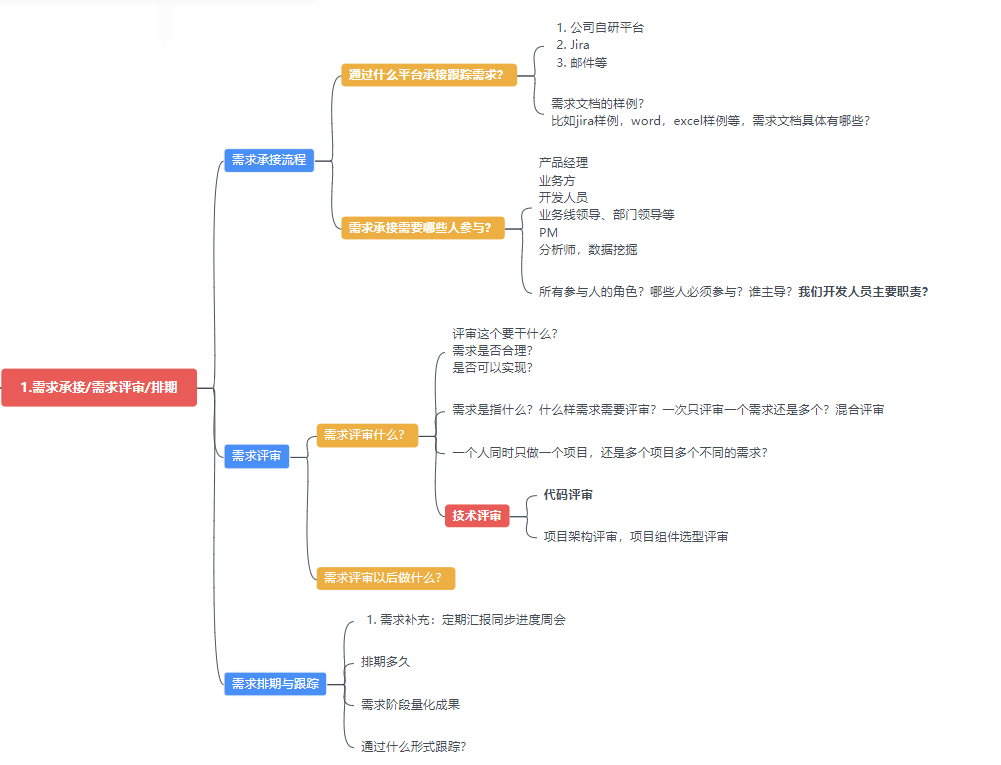 1.需求承接/需求评审/排期
需求承接流程
通过什么平台承接跟踪需求？
1. 公司自研平台
2. Jira
3. 邮件等
需求文档的样例？
比如jira样例，word，excel样例等，需求文档具体有哪些？
需求承接需要哪些人参与？
产品经理
业务方
开发人员
业务线领导、部门领导等
PM
分析师，数据挖掘
所有参与人的角色？哪些人必须参与？谁主导？我们开发人员主要职责？
需求评审
需求评审什么？
评审这个要干什么？
需求是否合理？
是否可以实现？
需求是指什么？什么样需求需要评审？一次只评审一个需求还是多个？混合评审
一个人同时只做一个项目，还是多个项目多个不同的需求？
技术评审
代码评审
项目架构评审，项目组件选型评审
需求评审以后做什么？
需求排期与跟踪
1. 需求补充：定期汇报同步进度周会
排期多久
需求阶段量化成果
通过什么形式跟踪？